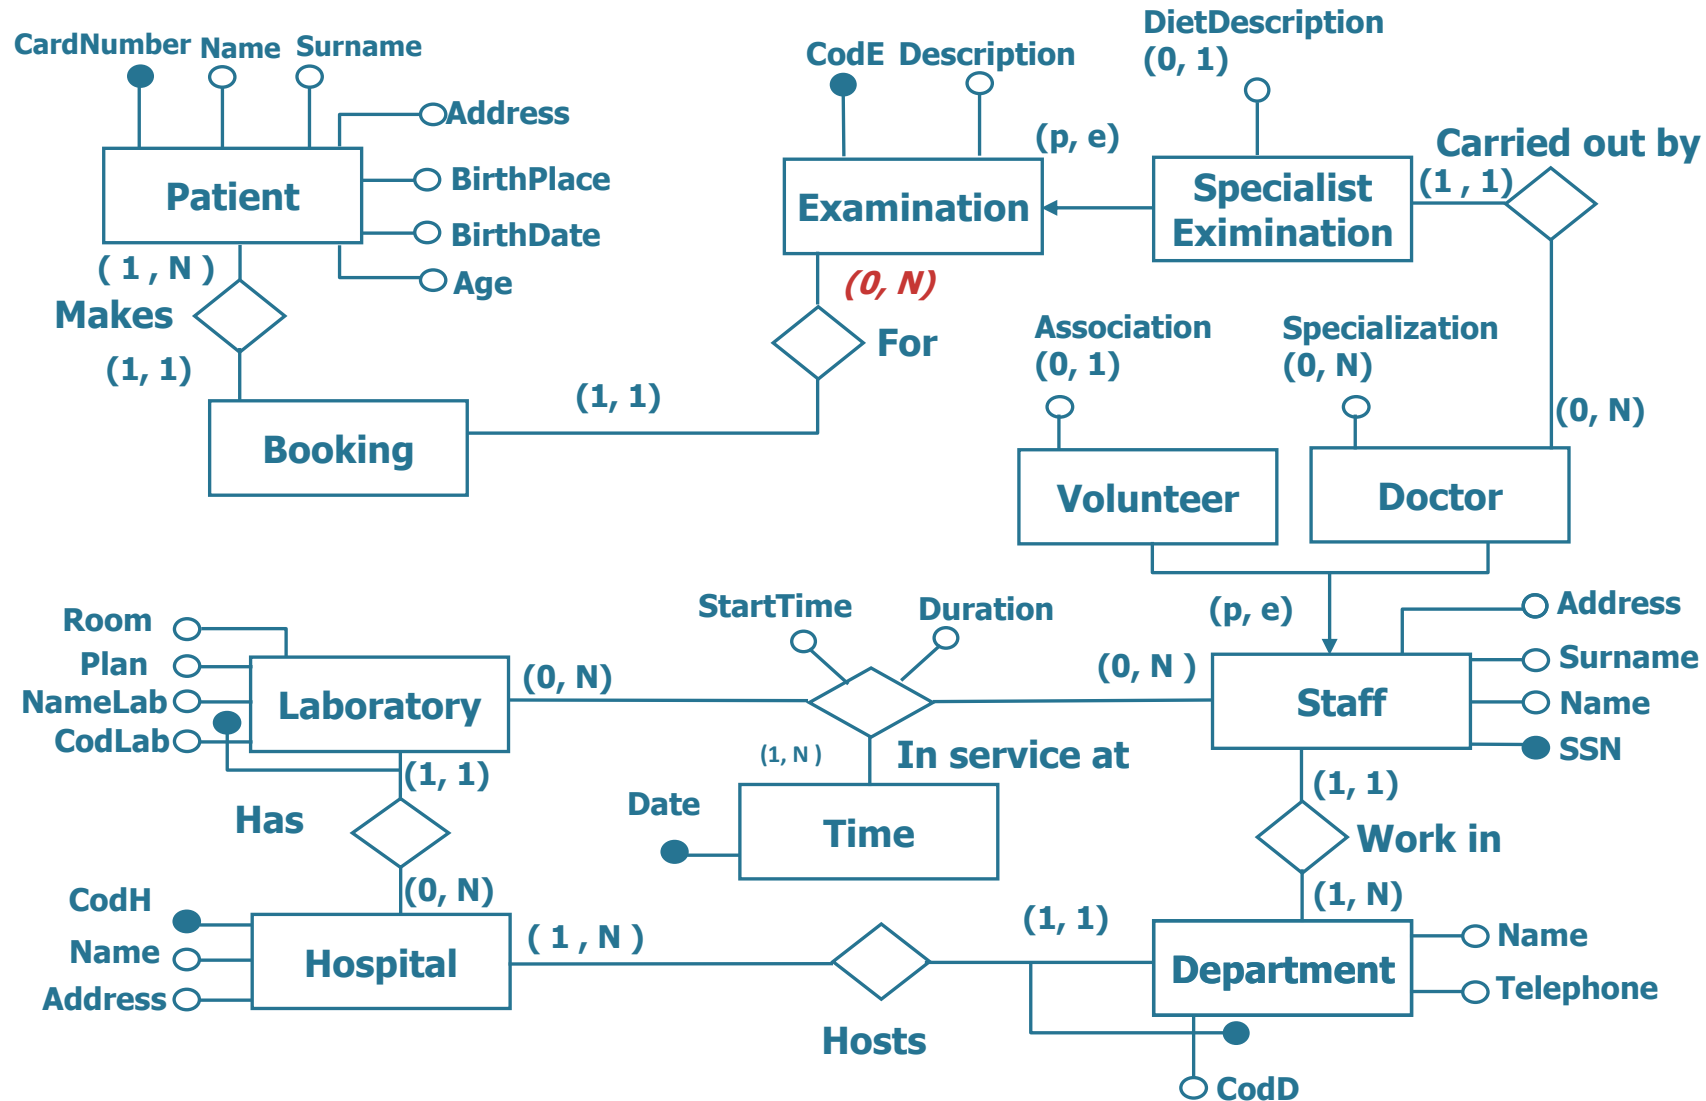 CardNumber
Name
Surname
Address
Patient
BirthPlace
BirthDate
Age
( 1 , N )
Makes
(1, 1)
Booking
(1, 1)
CodE
Description
Examination
(0, N)
For
(p, e)
DietDescription
(0, 1)
Specialist
Eximination
Carried out by
(1 , 1)
(0, N)
Association
(0, 1)
Volunteer
Specialization
(0, N)
Doctor
(p, e)
Address
Surname
Name
SSN
Staff
(0, N )
StartTime
Duration
In service at
(1, N )
Date
Time
Room
Plan
NameLab
CodLab
Laboratory
(0, N)
(1, 1)
Has
(0, N)
CodH
Name
Address
Hospital
( 1 , N )
Hosts
(1, 1)
(1, 1)
Work in
(1, N)
Department
Name
Telephone
CodD